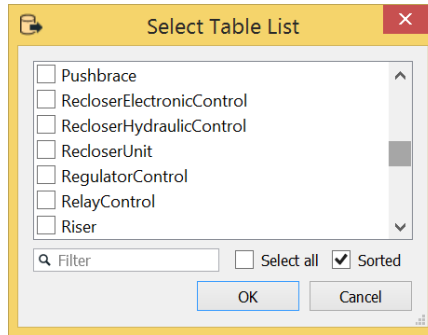 Select Table List
Pushbrace
RecloserElectronicControl
RecloserHydraulicControl
RecloserUnit
RegulatorControl
RelayControl
Riser
Filter
Select all
Sorted
OK
Cancel